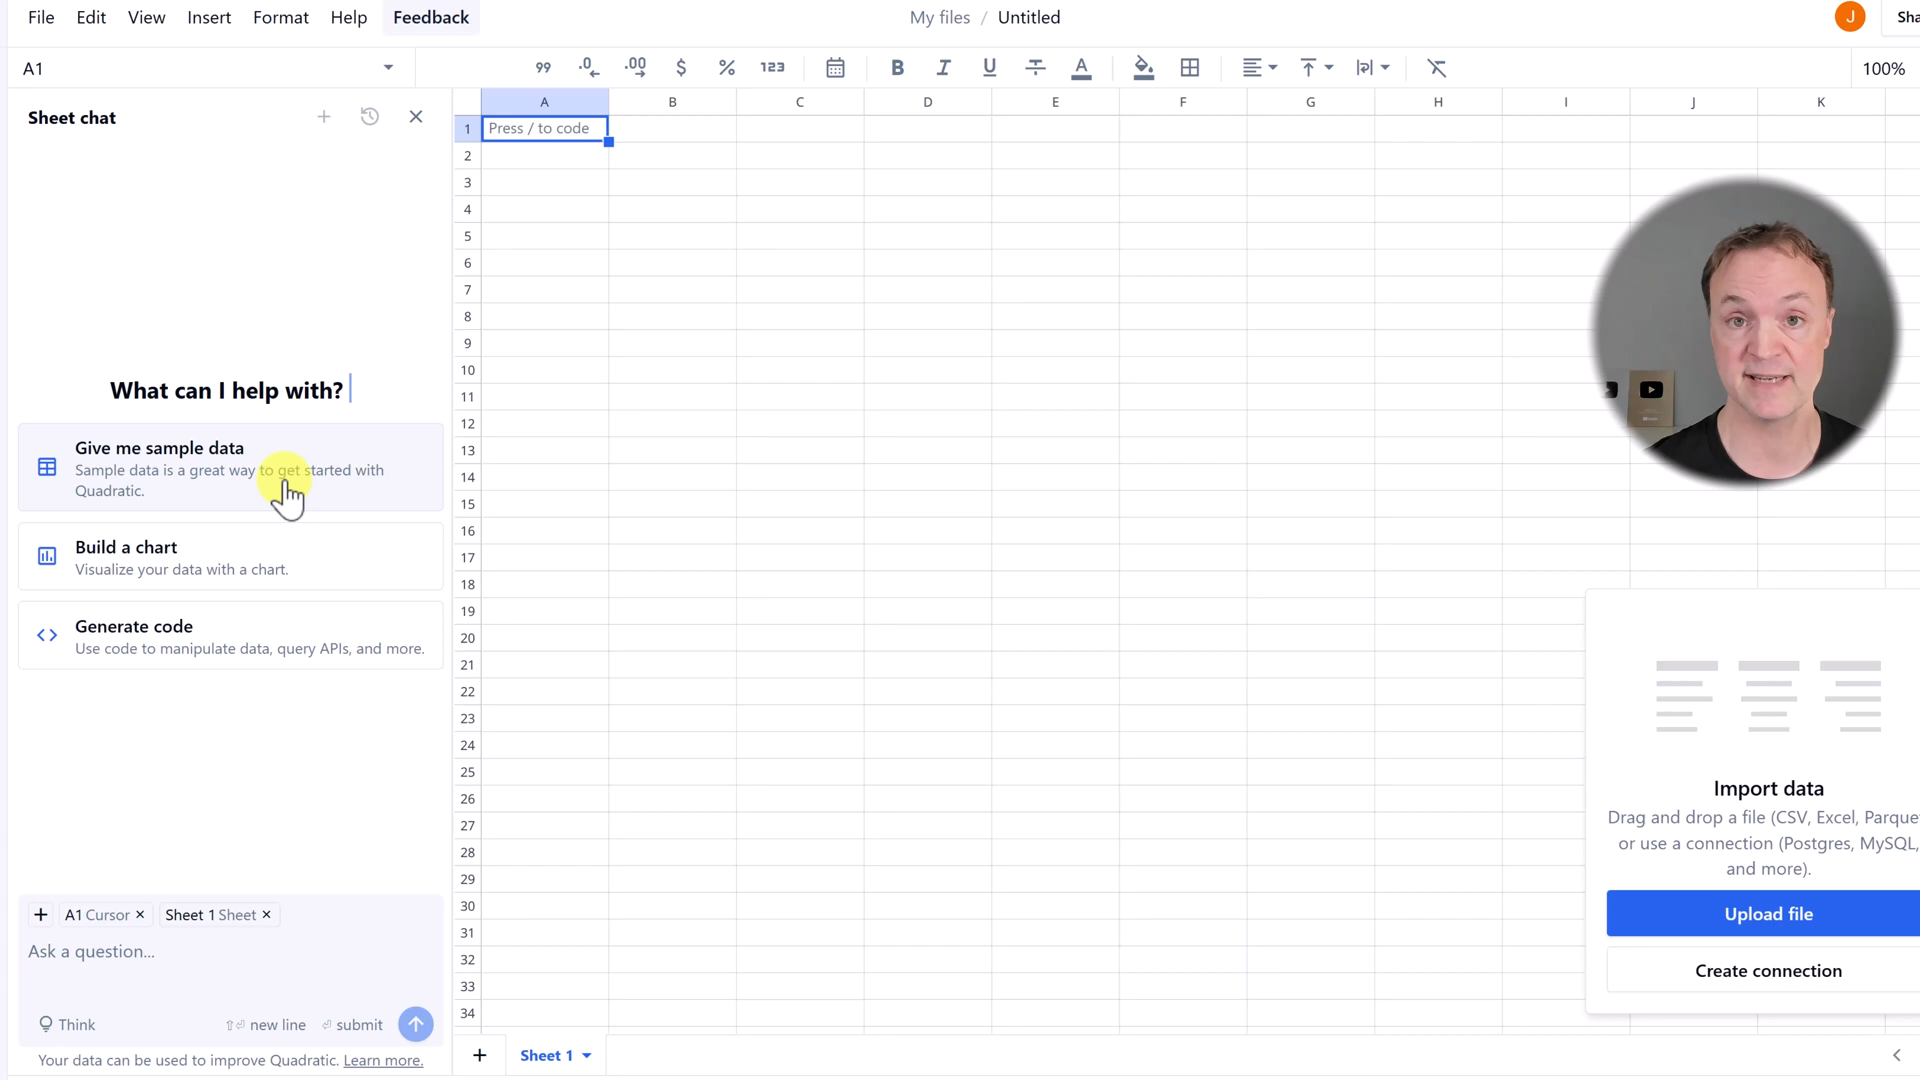 File Edit View Insert Format Help Feedback
My files / Untitled
J
Sha
A1
99 .0 .00 $ % 123
B I U A
100%
Sheet chat
A B C D E F G H I J K
Press / to code
1
2
3
4
5
6
7
8
9
10
11
12
13
14
15
16
17
18
19
20
21
22
23
24
25
26
27
28
29
30
31
32
33
34
What can I help with?
Give me sample data
Sample data is a great way to get started with
Quadratic.
Build a chart
Visualize your data with a chart.
Generate code
Use code to manipulate data, query APIs, and more.
Import data
Drag and drop a file (CSV, Excel, Parque
or use a connection (Postgres, MySQL,
and more).
Upload file
Create connection
A1 Cursor × Sheet 1 Sheet ×
Ask a question...
Think
new line
submit
Your data can be used to improve Quadratic. Learn more.
Sheet 1